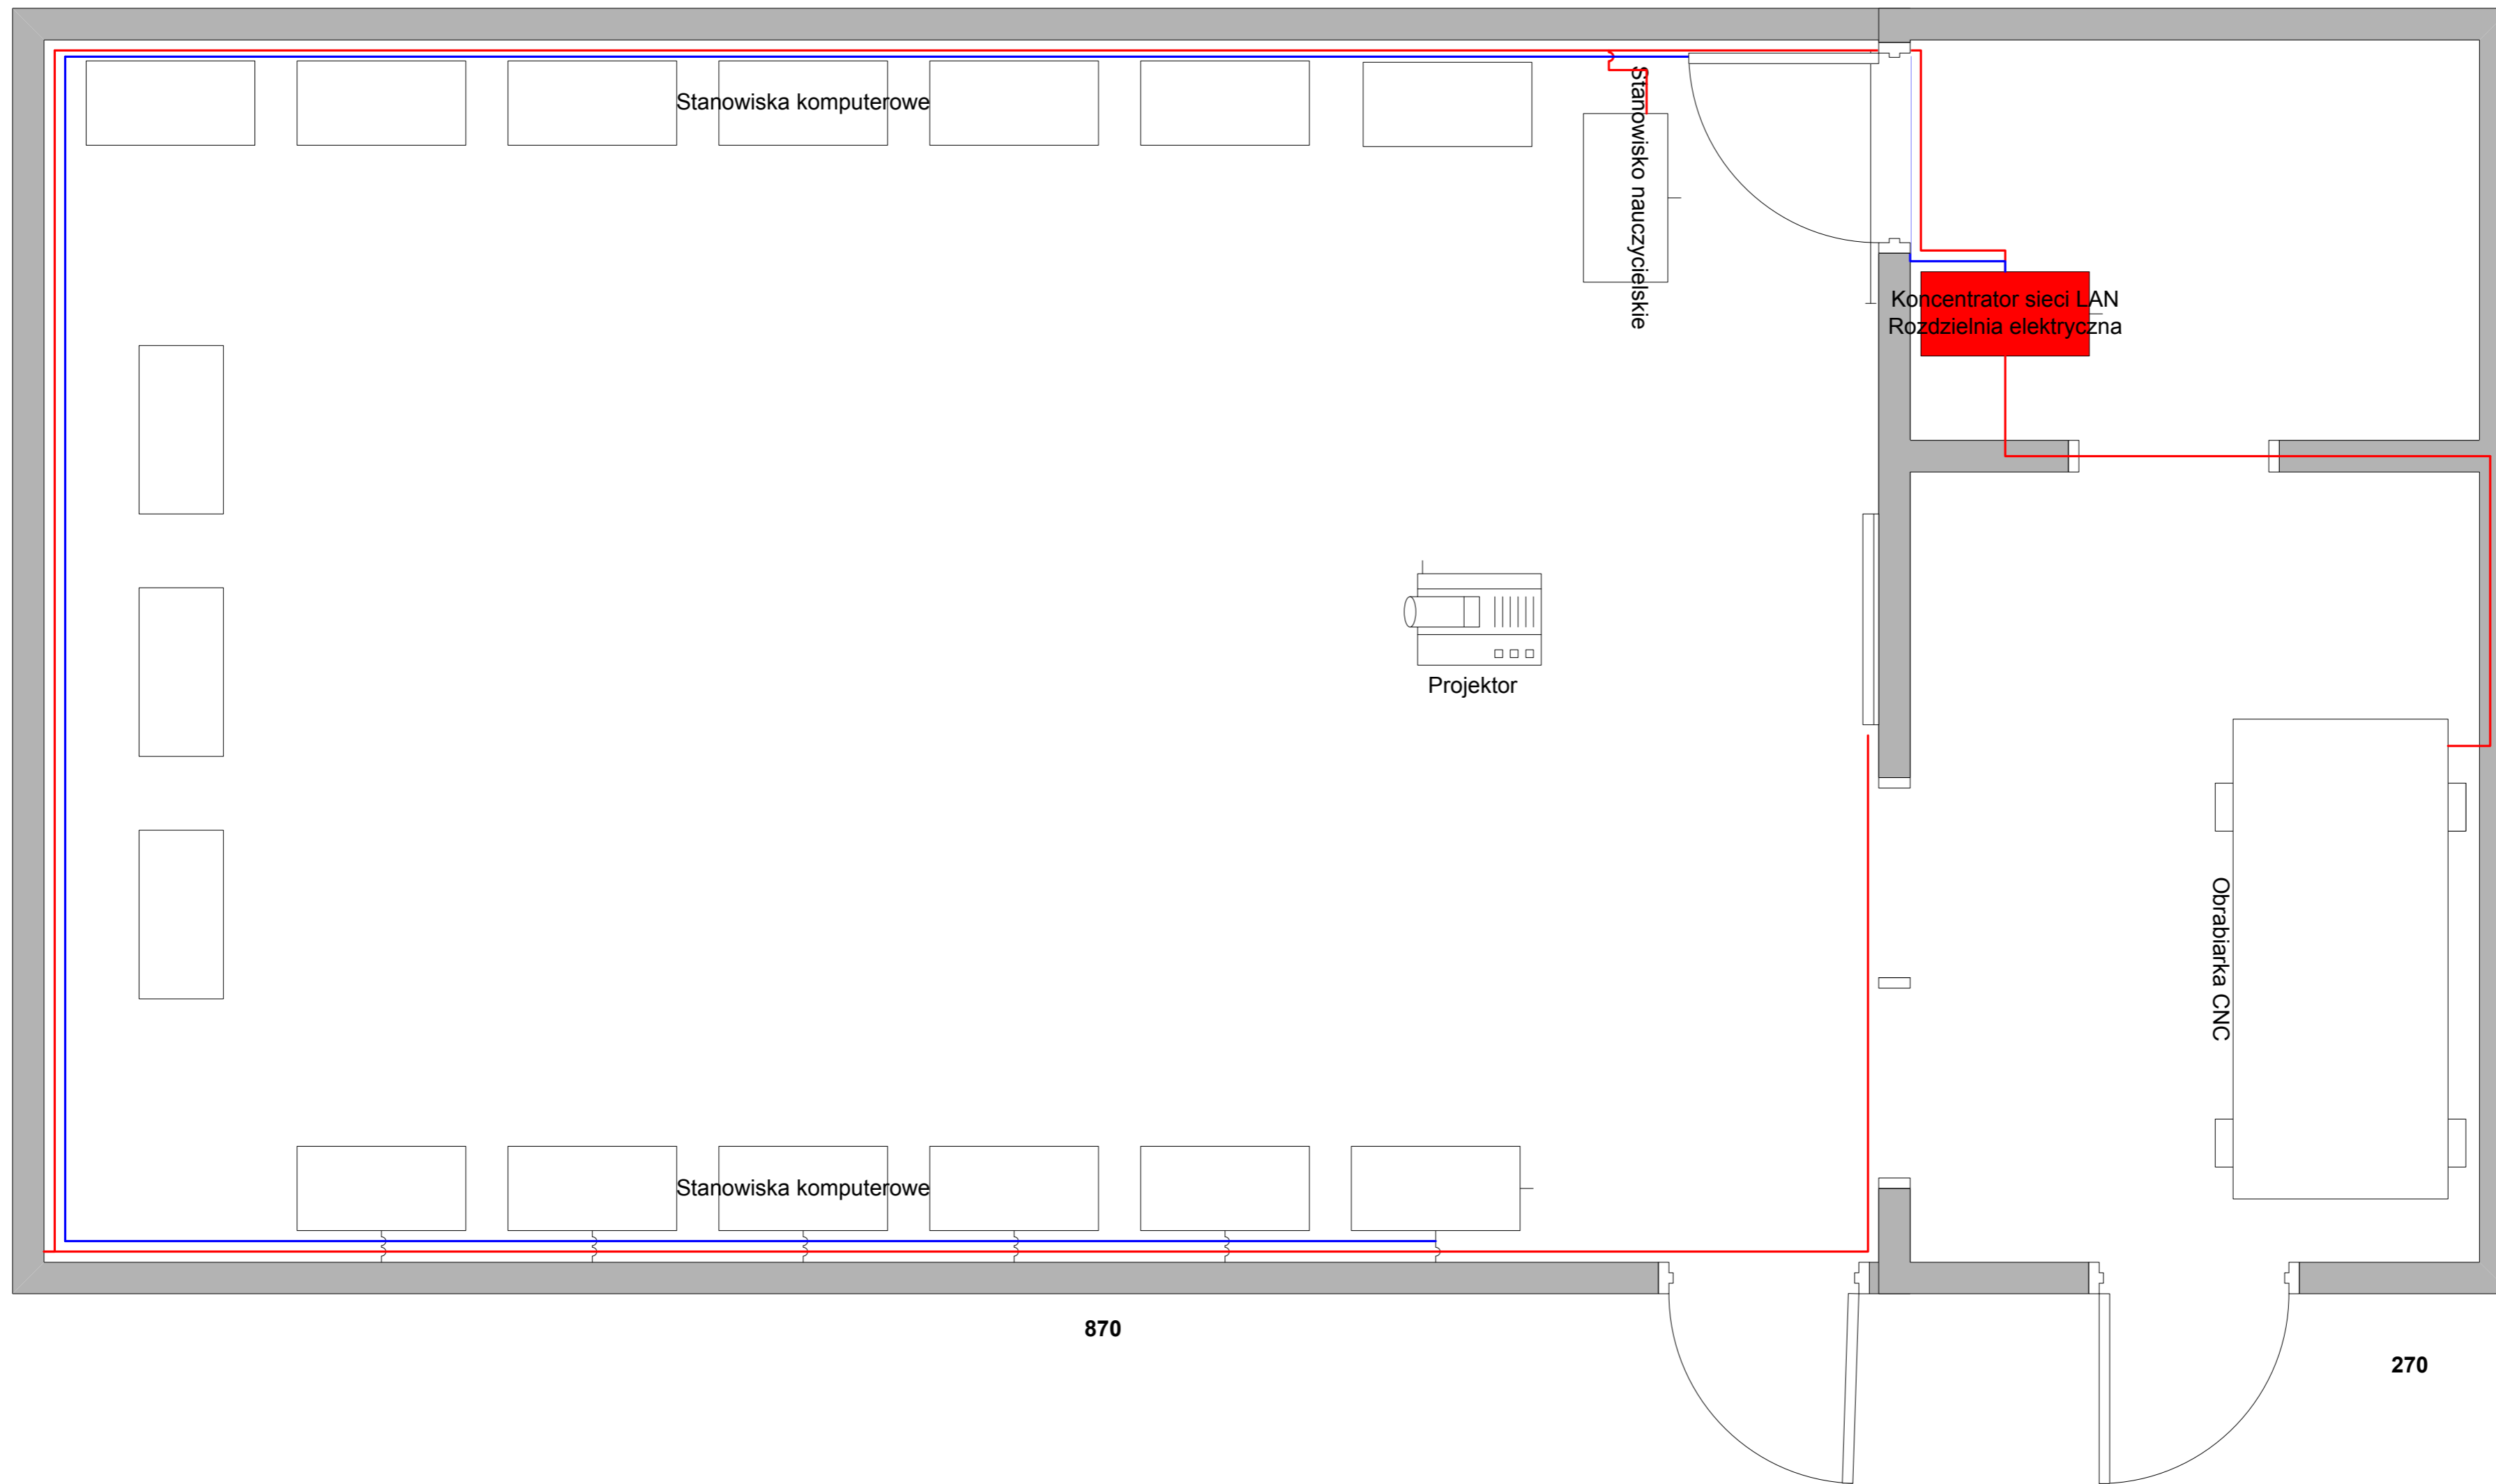 Stanowiska komputerowe
Stanowisko nauczycielskie
Koncentrator sieci LAN
Rozdzielnia elektryczna
Projektor
Obrabiarka CNC
Stanowiska komputerowe
870
270